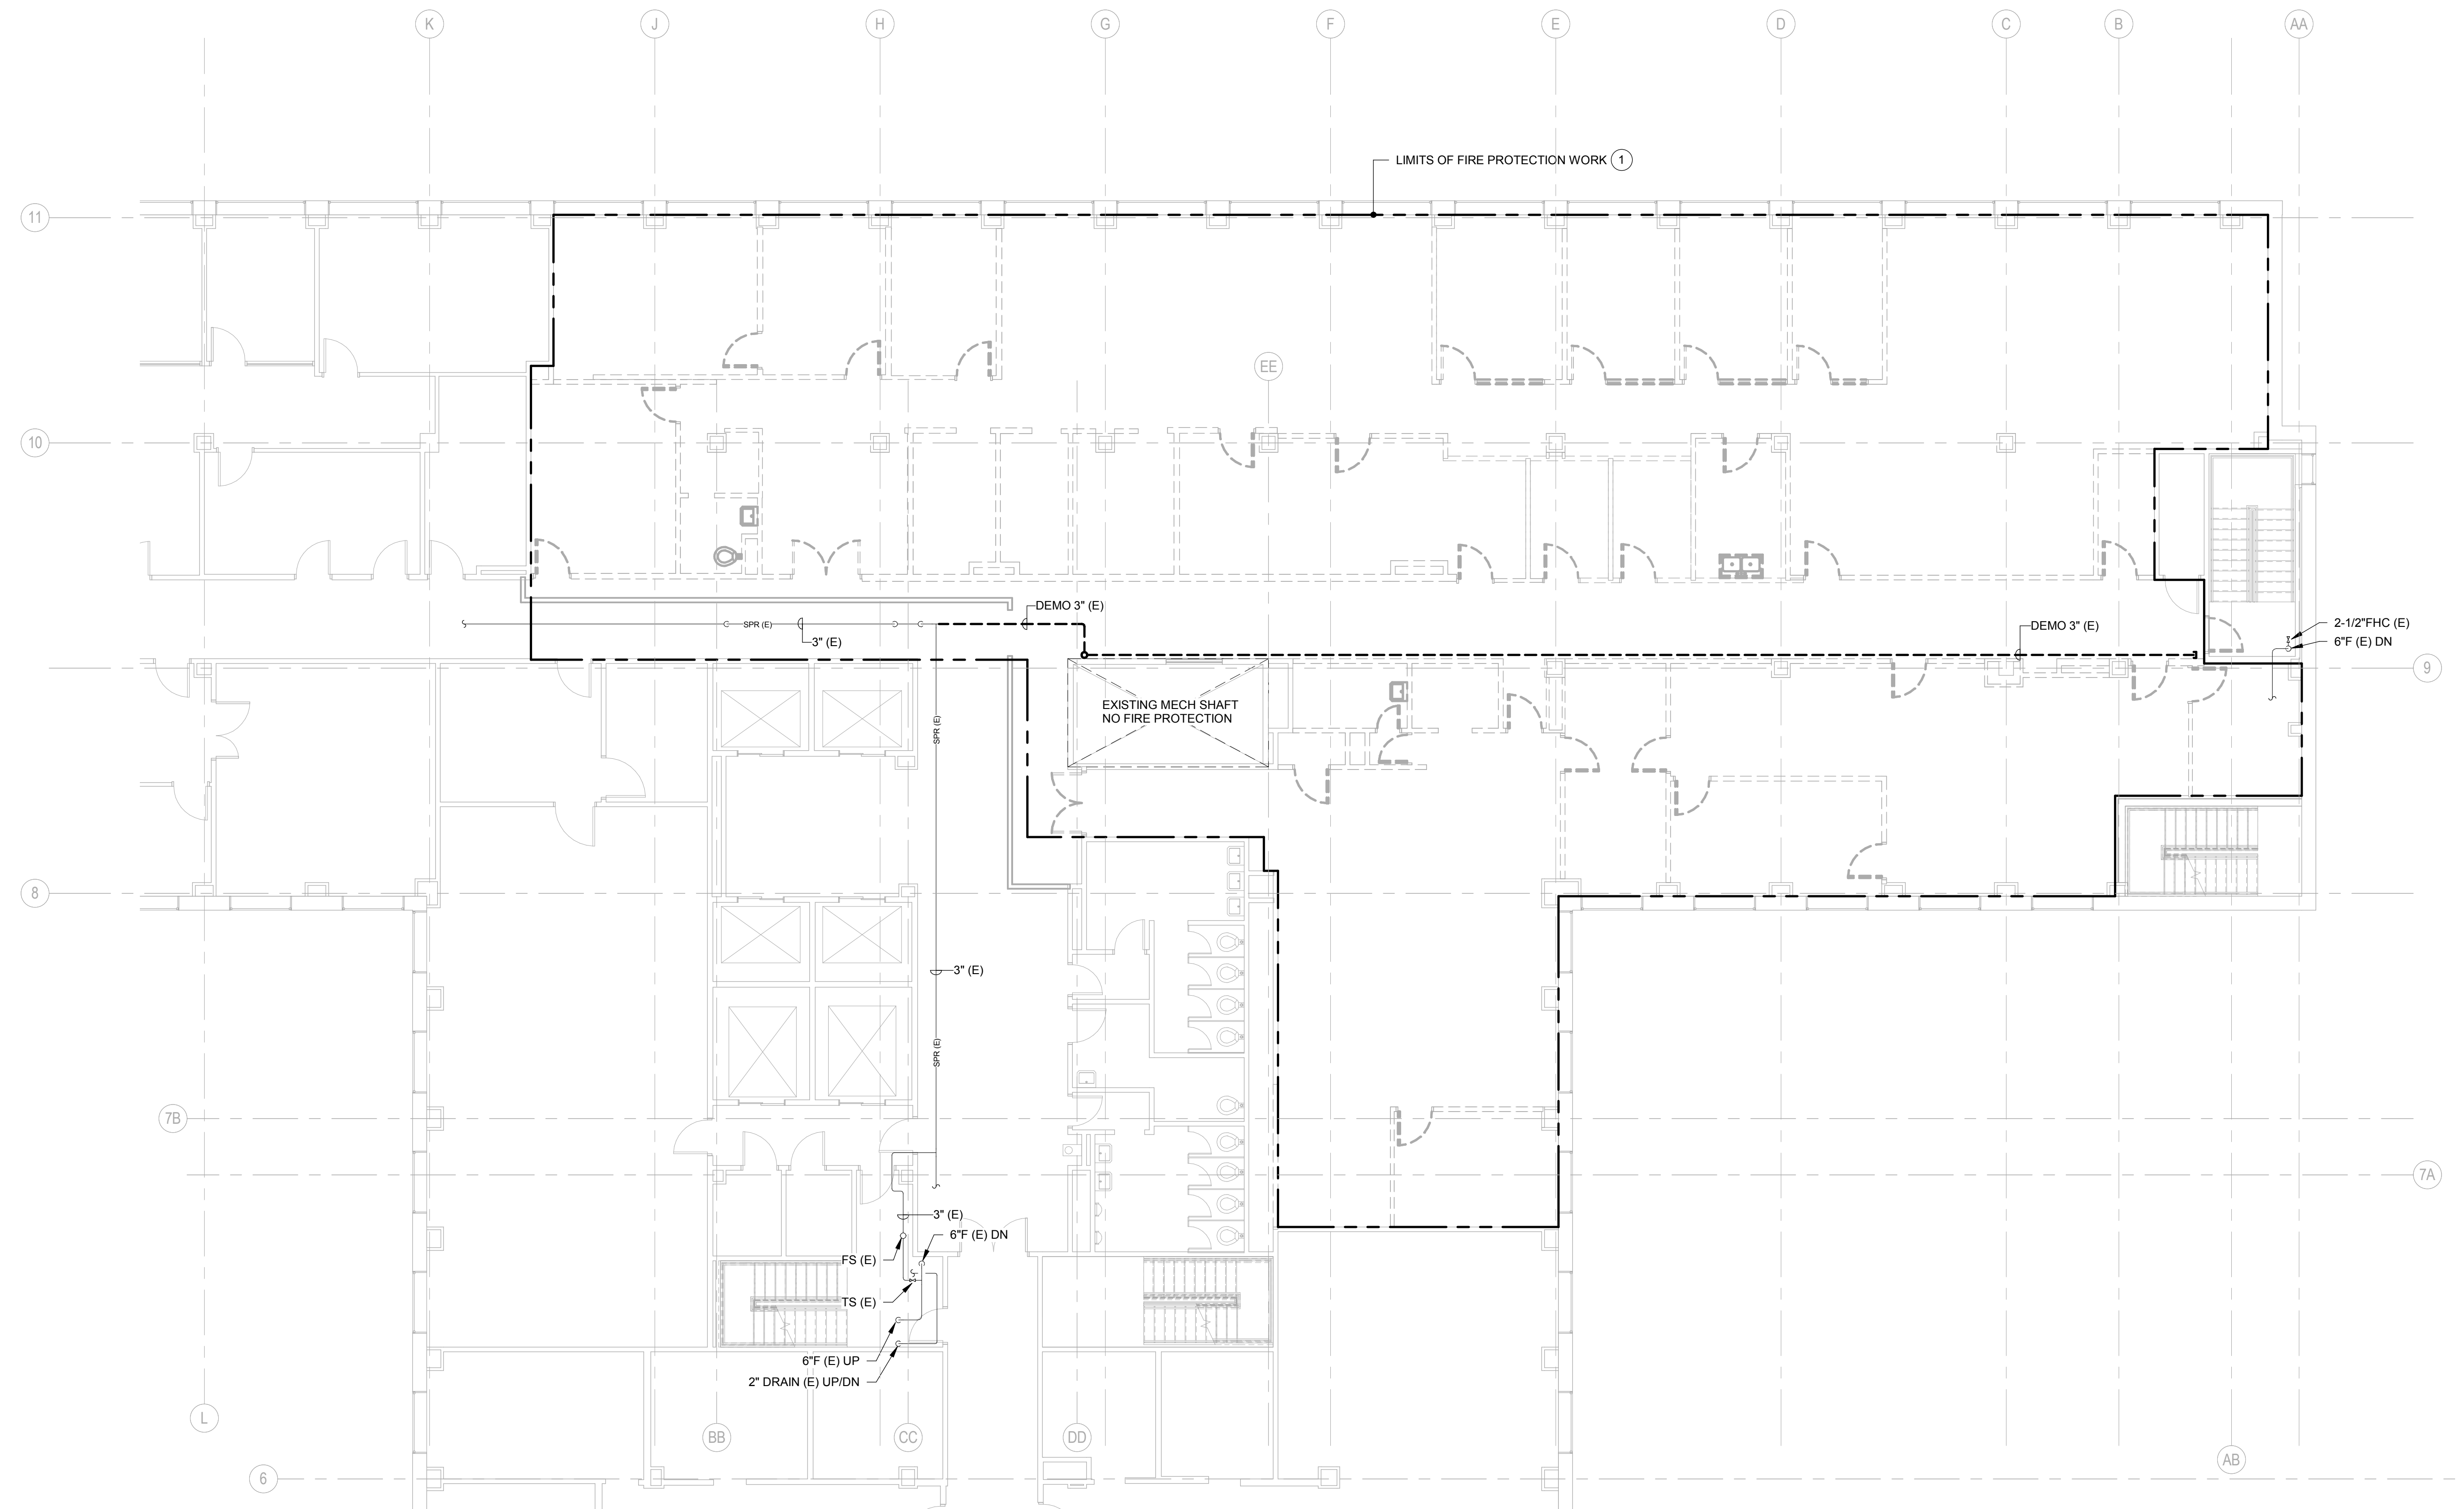 K
J
H
G
F
E
D
C
B
AA
LIMITS OF FIRE PROTECTION WORK 1
11
EE
10
DEMO 3" (E)
SPR (E)
3" (E)
DEMO 3" (E)
2-1/2"FHC (E)
6"F (E) DN
9
EXISTING MECH SHAFT
NO FIRE PROTECTION
SPR (E)
8
3" (E)
SPR (E)
7B
7A
3" (E)
6"F (E) DN
FS (E)
TS (E)
6"F (E) UP
2" DRAIN (E) UP/DN
L
BB
CC
DD
AB
6